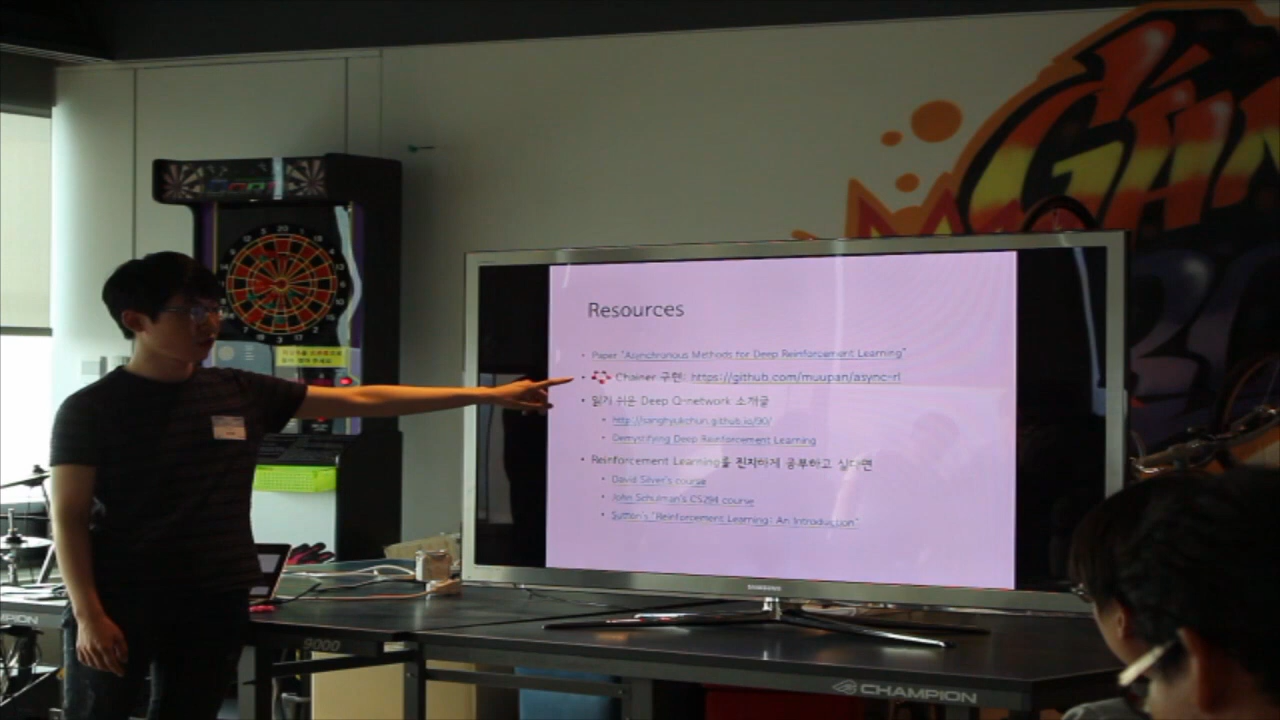 Resources
Paper "Asynchronous Methods for Deep Reinforcement Learning"
Chainer 구현: https://github.com/muupan/async-rl
읽기 쉬운 Deep Q-network 소개글
http://sanghyukchun.github.io/90/
Demystifying Deep Reinforcement Learning
Reinforcement Learning를 진지하게 공부하고 싶다면
David Silver's course
John Schulman's CS294 course
Sutton's "Reinforcement Learning: An Introduction"
SAMSUNG
9000
CHAMPION
PION